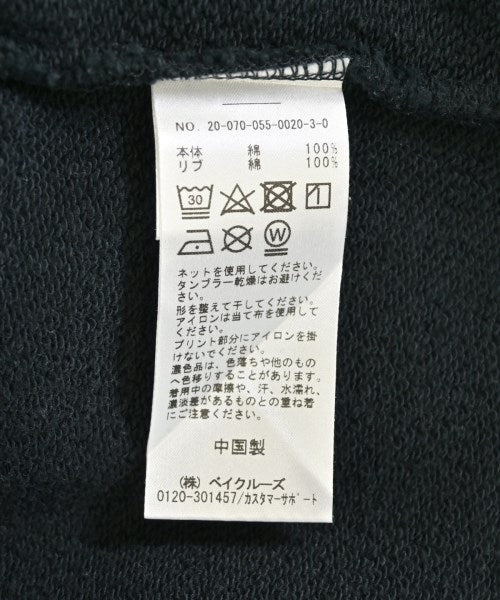 NO. 20-070-055-0020-3-0
本体 綿 100%
リブ 綿 100%
30
W
ネットを使用してください。
タンブラー乾燥はお避けくだ
さい。
形を整えて干してください。
アイロンは当て布を使用して
ください。
プリント部分にアイロンを掛
けないでください。
濃色品は、色落ちや他のもの
へ色移りすることがあります。
着用中の摩擦や、汗、水濡れ、
濃淡差があるものとの重ね着
にご注意ください。
中国製
(株) ベイクルーズ
0120-301457/カスタマーサポート